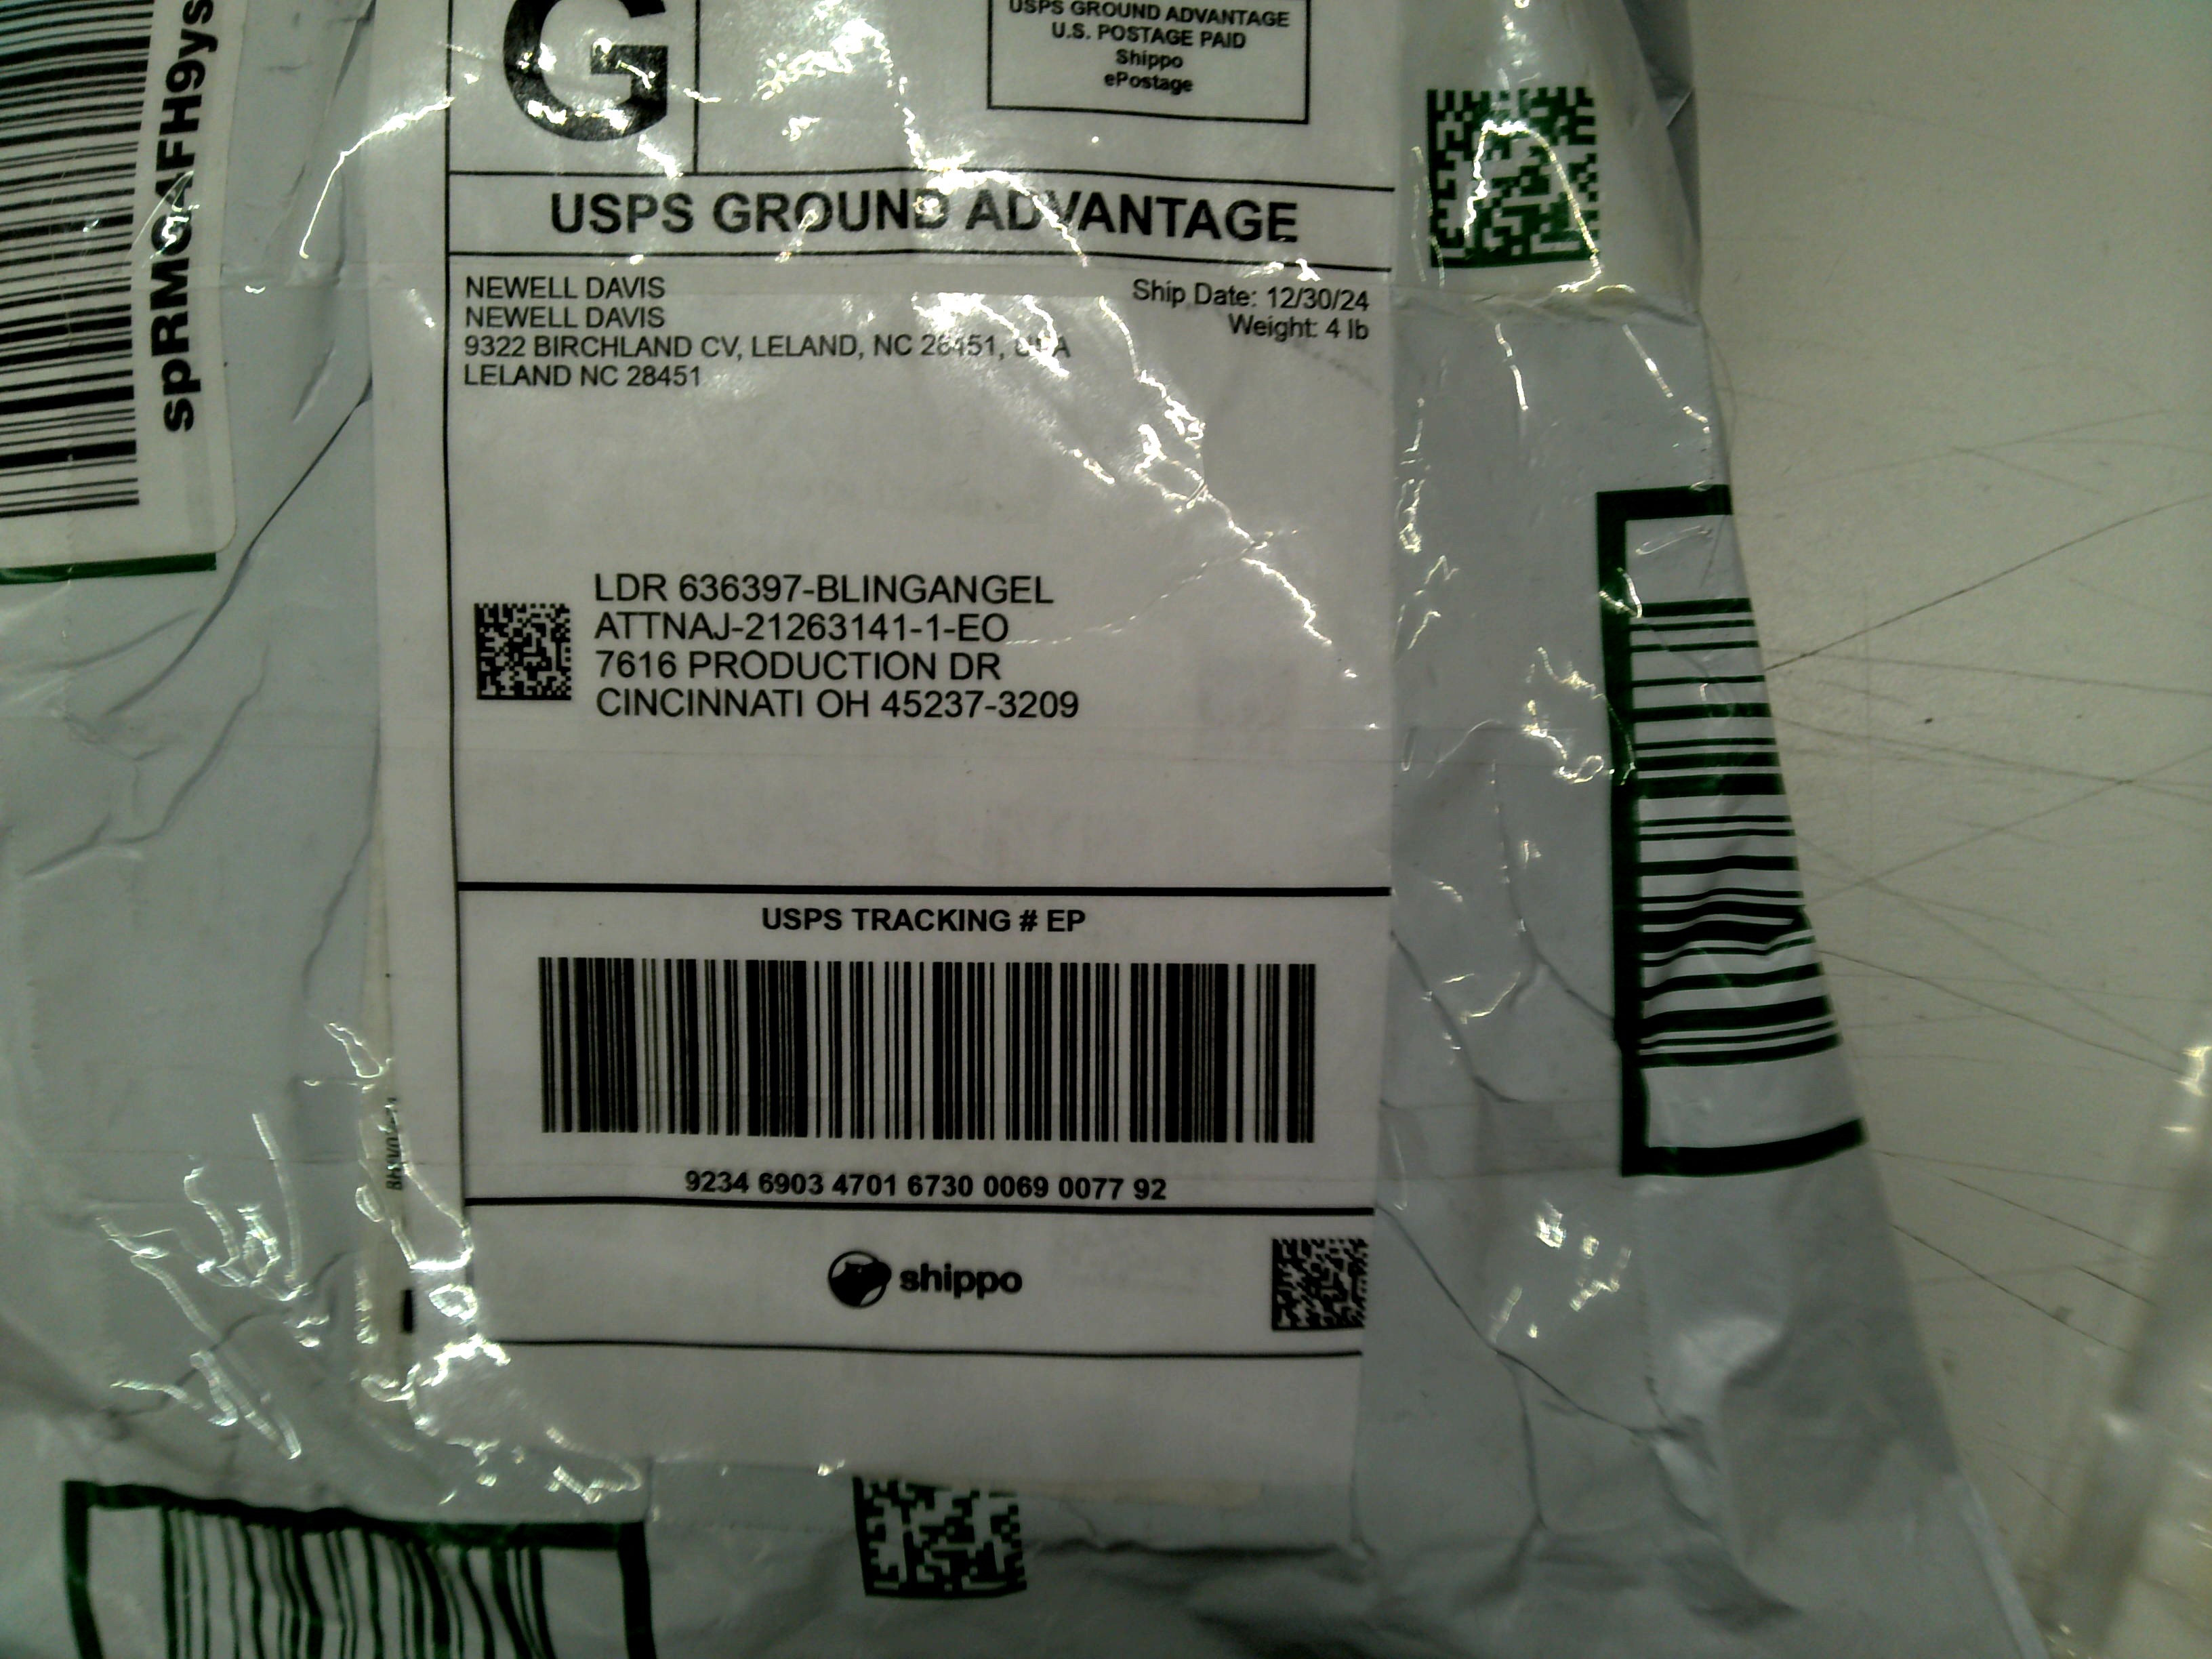 G
USPS GROUND ADVANTAGE
U.S. POSTAGE PAID
Shippo
ePostage
USPS GROUND ADVANTAGE
NEWELL DAVIS
NEWELL DAVIS
9322 BIRCHLAND CV, LELAND, NC 28451,
LELAND NC 28451
Ship Date: 12/30/24
Weight: 4 lb
LDR 636397-BLINGANGEL
ATTNAJ-21263141-1-EO
7616 PRODUCTION DR
CINCINNATI OH 45237-3209
USPS TRACKING # EP
9234 6903 4701 6730 0069 0077 92
shippo